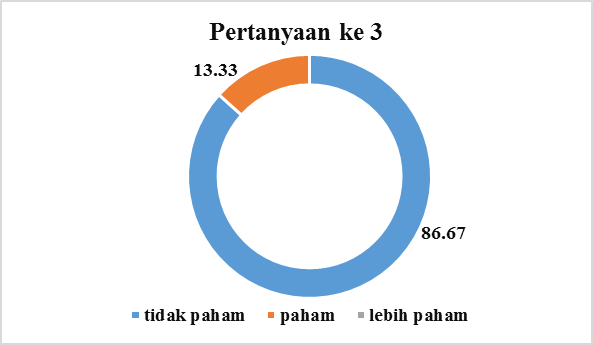 Pertanyaan ke 3
13.33
86.67
tidak paham paham lebih paham